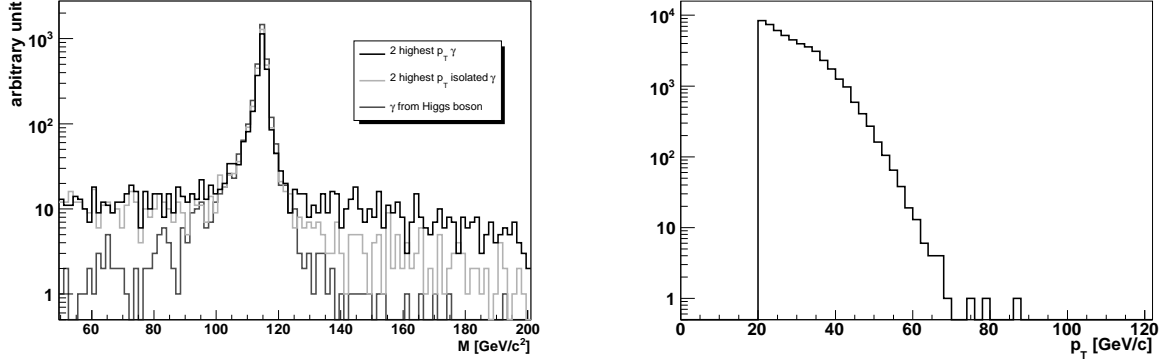 arbitrary unit
10³
10²
10
1
2 highest p_T γ
2 highest p_T isolated γ
γ from Higgs boson
60 80 100 120 140 160 180 200
M [GeV/c²]
10⁴
10³
10²
10
1
0 20 40 60 80 100 120
p_T [GeV/c]